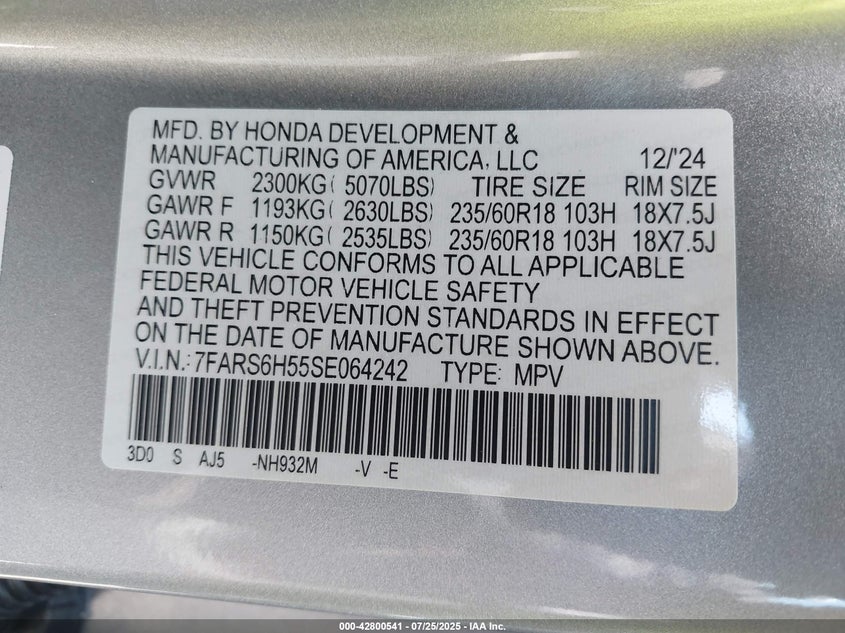 MFD. BY HONDA DEVELOPMENT &
MANUFACTURING OF AMERICA, LLC 12/'24
GVWR 2300KG( 5070LBS) TIRE SIZE RIM SIZE
GAWR F 1193KG( 2630LBS) 235/60R18 103H 18X7.5J
GAWR R 1150KG( 2535LBS) 235/60R18 103H 18X7.5J
THIS VEHICLE CONFORMS TO ALL APPLICABLE
FEDERAL MOTOR VEHICLE SAFETY
AND THEFT PREVENTION STANDARDS IN EFFECT
ON THE DATE OF MANUFACTURE SHOWN ABOVE.
V.I.N.: 7FARS6H55SE064242 TYPE: MPV
3D0 S AJ5 -NH932M -V -E
000-42800541 - 07/25/2025 - IAA Inc.